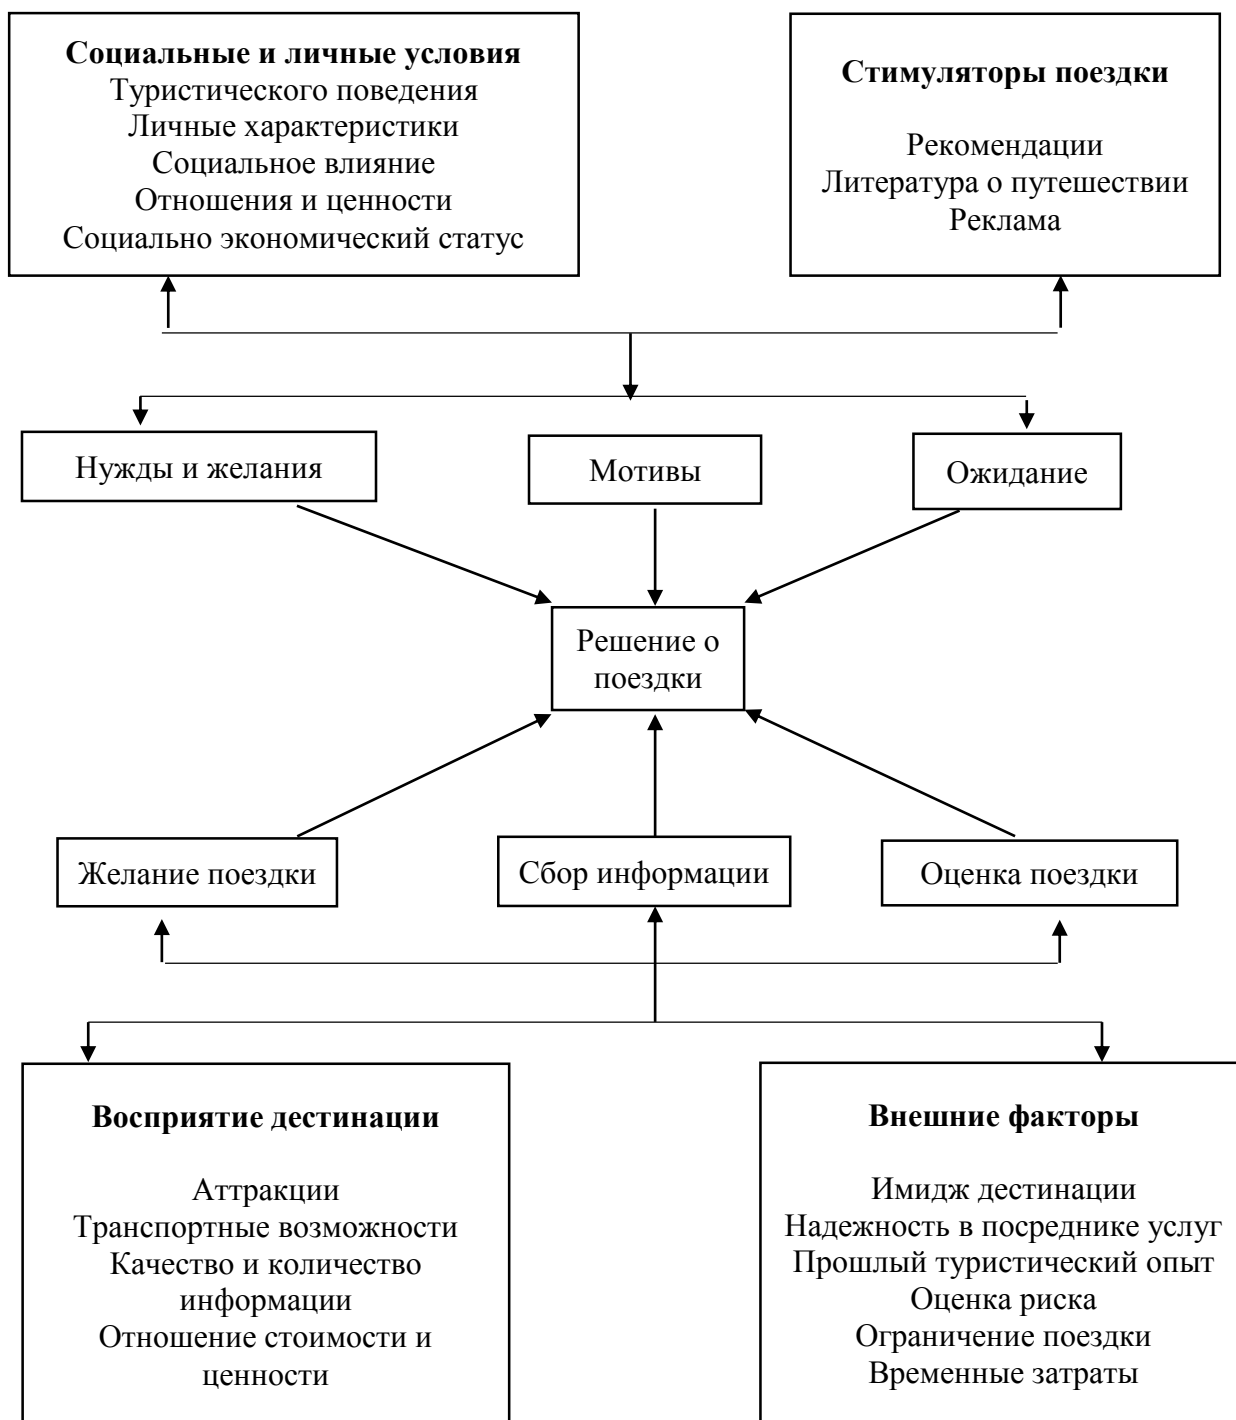 Социальные и личные условия
Туристического поведения
Личные характеристики
Социальное влияние
Отношения и ценности
Социально экономический статус
Стимуляторы поездки
Рекомендации
Литература о путешествии
Реклама
Нужды и желания
Мотивы
Ожидание
Решение о
поездки
Желание поездки
Сбор информации
Оценка поездки
Восприятие дестинации
Аттракции
Транспортные возможности
Качество и количество
информации
Отношение стоимости и
ценности
Внешние факторы
Имидж дестинации
Надежность в посреднике услуг
Прошлый туристический опыт
Оценка риска
Ограничение поездки
Временные затраты